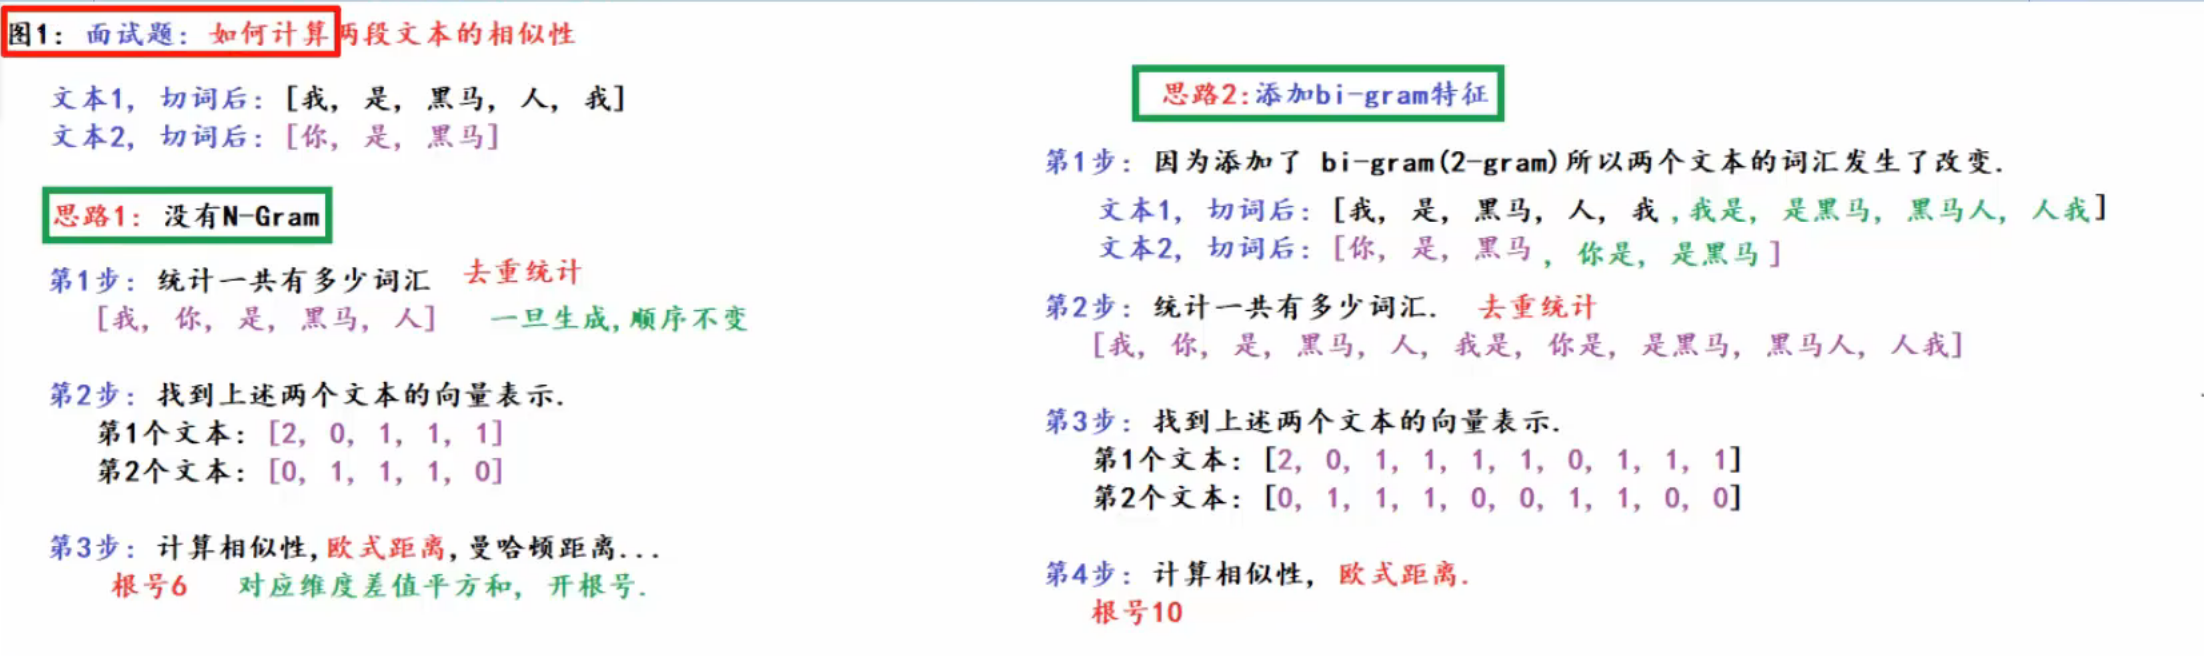 图1: 面试题: 如何计算两段文本的相似性
文本1, 切词后: [我, 是, 黑马, 人, 我]
文本2, 切词后: [你, 是, 黑马]
思路1: 没有N-Gram
第1步: 统计一共有多少词汇 去重统计
[我, 你, 是, 黑马, 人] 一旦生成,顺序不变
第2步: 找到上述两个文本的向量表示.
第1个文本: [2, 0, 1, 1, 1]
第2个文本: [0, 1, 1, 1, 0]
第3步: 计算相似性,欧式距离,曼哈顿距离...
根号6 对应维度差值平方和, 开根号.
思路2:添加bi-gram特征
第1步: 因为添加了 bi-gram(2-gram)所以两个文本的词汇发生了改变.
文本1, 切词后: [我, 是, 黑马, 人, 我 ,我是, 是黑马, 黑马人, 人我]
文本2, 切词后: [你, 是, 黑马 , 你是, 是黑马 ]
第2步: 统计一共有多少词汇. 去重统计
[我, 你, 是, 黑马, 人, 我是, 你是, 是黑马, 黑马人, 人我]
第3步: 找到上述两个文本的向量表示.
第1个文本: [2, 0, 1, 1, 1, 1, 0, 1, 1, 1]
第2个文本: [0, 1, 1, 1, 0, 0, 1, 1, 0, 0]
第4步: 计算相似性, 欧式距离.
根号10